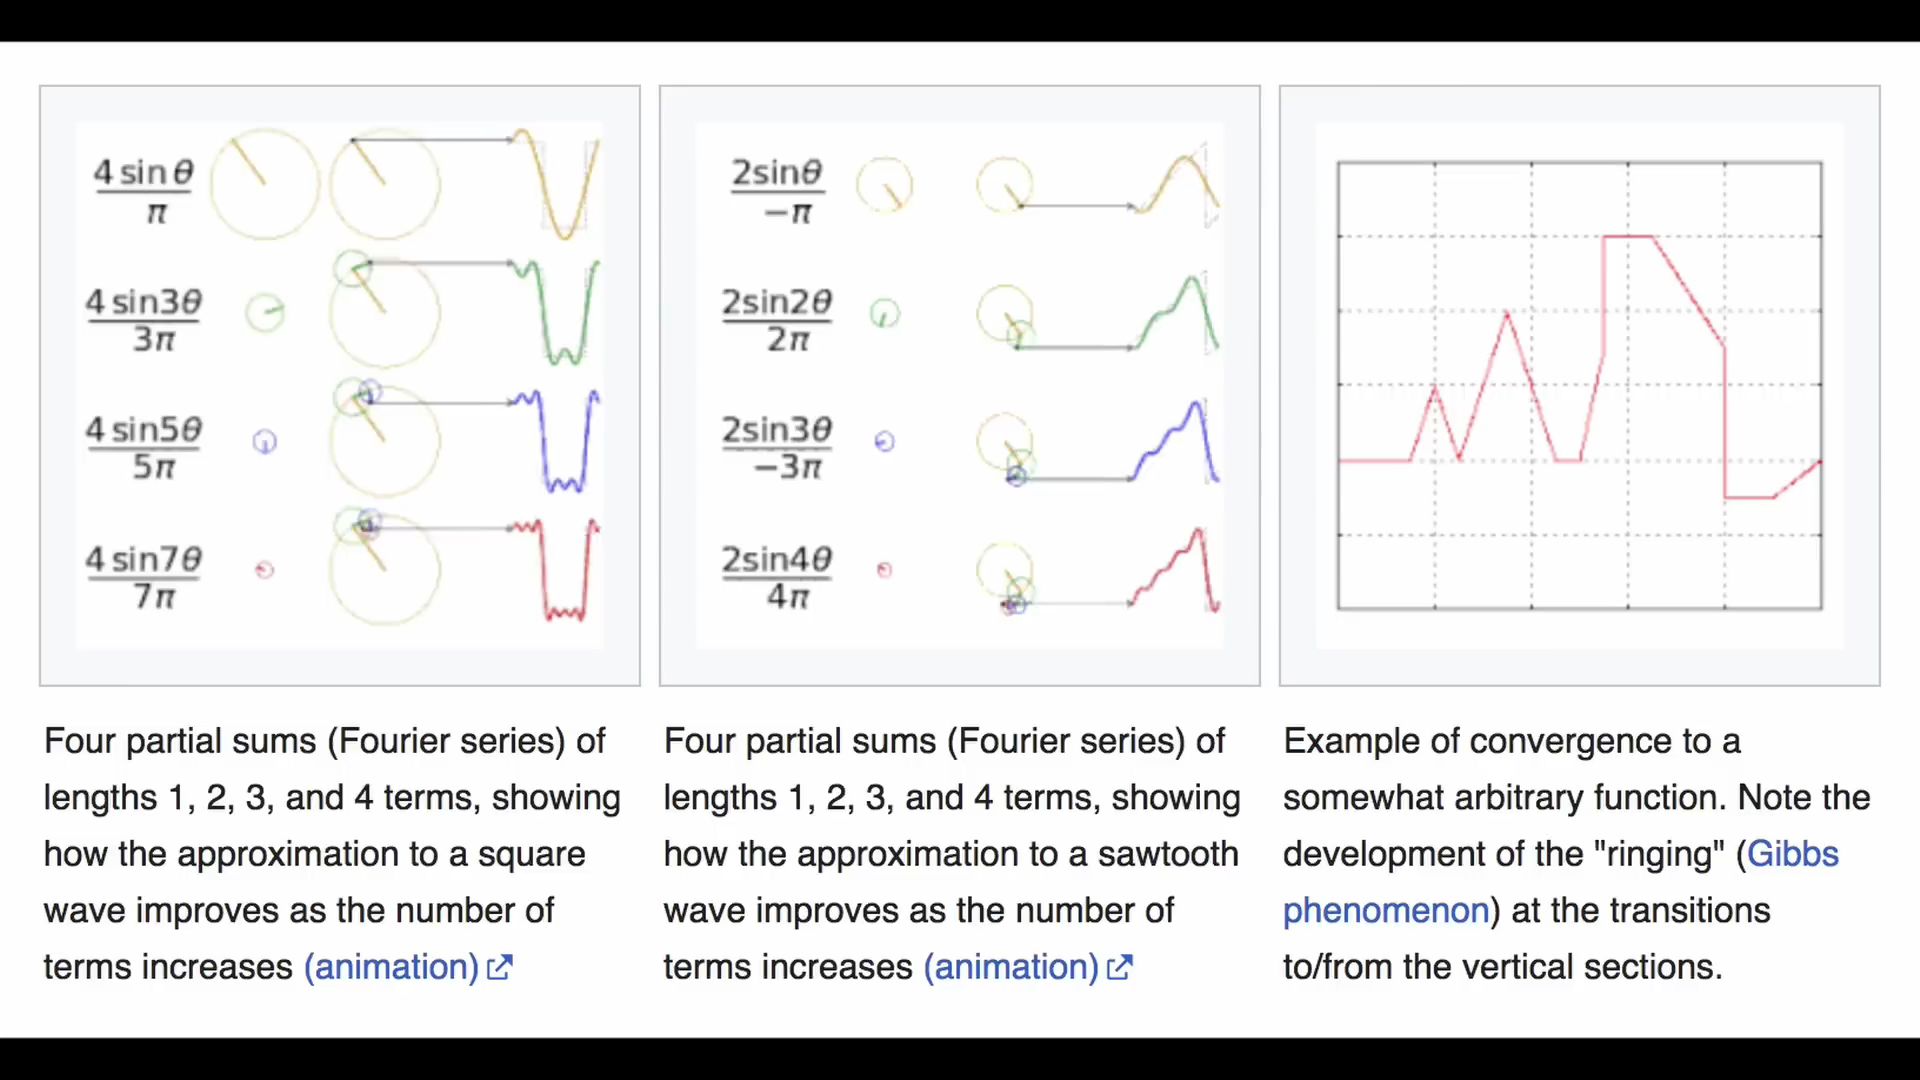 4 sin θ
π
4 sin3θ
3π
4 sin5θ
5π
4 sin7θ
7π
Four partial sums (Fourier series) of
lengths 1, 2, 3, and 4 terms, showing
how the approximation to a square
wave improves as the number of
terms increases (animation)
2sinθ
−π
2sin2θ
2π
2sin3θ
−3π
2sin4θ
4π
Four partial sums (Fourier series) of
lengths 1, 2, 3, and 4 terms, showing
how the approximation to a sawtooth
wave improves as the number of
terms increases (animation)
Example of convergence to a
somewhat arbitrary function. Note the
development of the "ringing" (Gibbs
phenomenon) at the transitions
to/from the vertical sections.